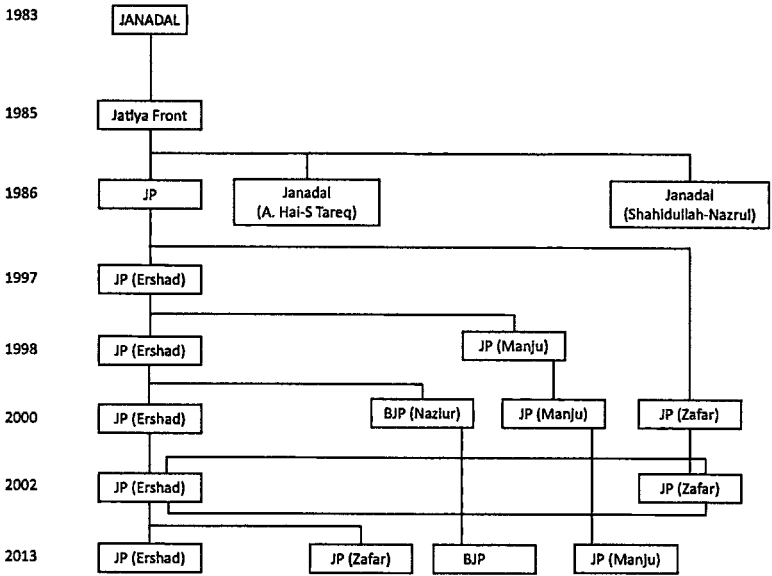 1983 JANADAL
1985 Jatiya Front
1986 JP Janadal Janadal
(A. Hai-S Tareq) (Shahidullah-Nazrul)
1997 JP (Ershad)
1998 JP (Ershad) JP (Manju)
2000 JP (Ershad) BJP (Naziur) JP (Manju) JP (Zafar)
2002 JP (Ershad) JP (Zafar)
2013 JP (Ershad) JP (Zafar) BJP JP (Manju)